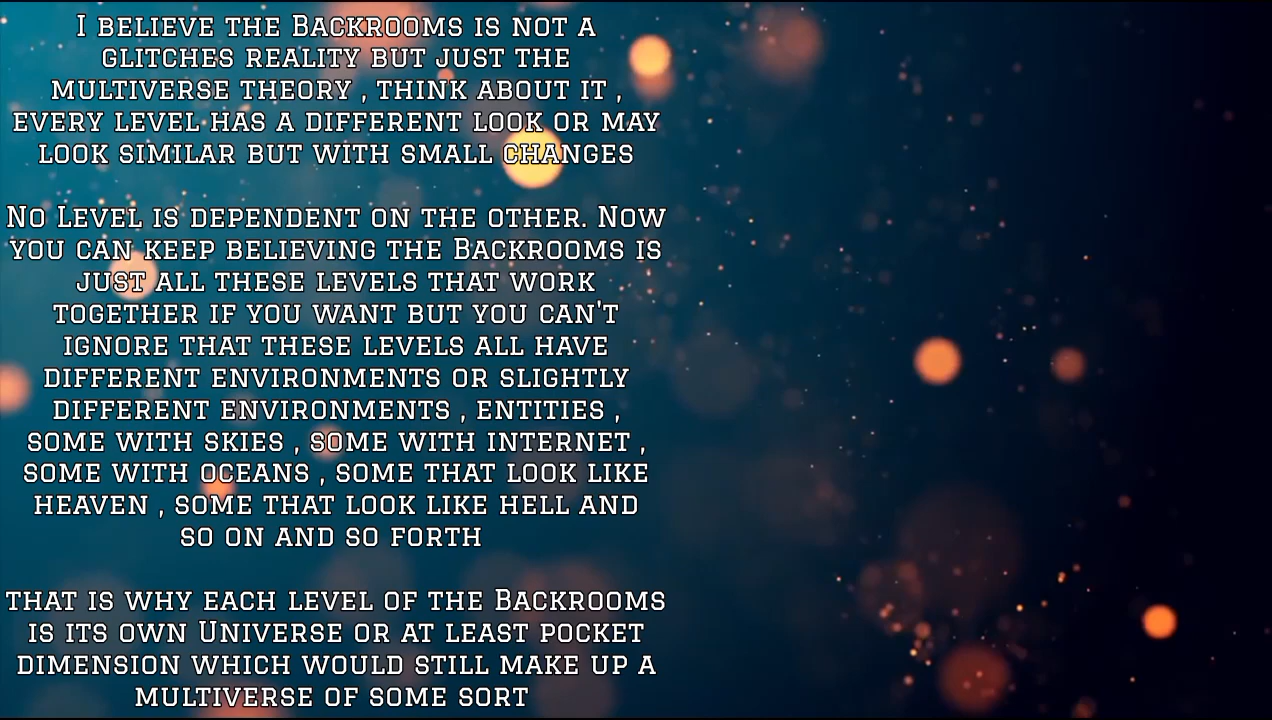 I believe the Backrooms is not a
glitches reality but just the
multiverse theory , think about it ,
every level has a different look or may
look similar but with small changes
No Level is dependent on the other. Now
you can keep believing the Backrooms is
just all these levels that work
together if you want but you can't
ignore that these levels all have
different environments or slightly
different environments , entities ,
some with skies , some with internet ,
some with oceans , some that look like
heaven , some that look like hell and
so on and so forth
that is why each level of the Backrooms
is its own Universe or at least pocket
dimension which would still make up a
multiverse of some sort